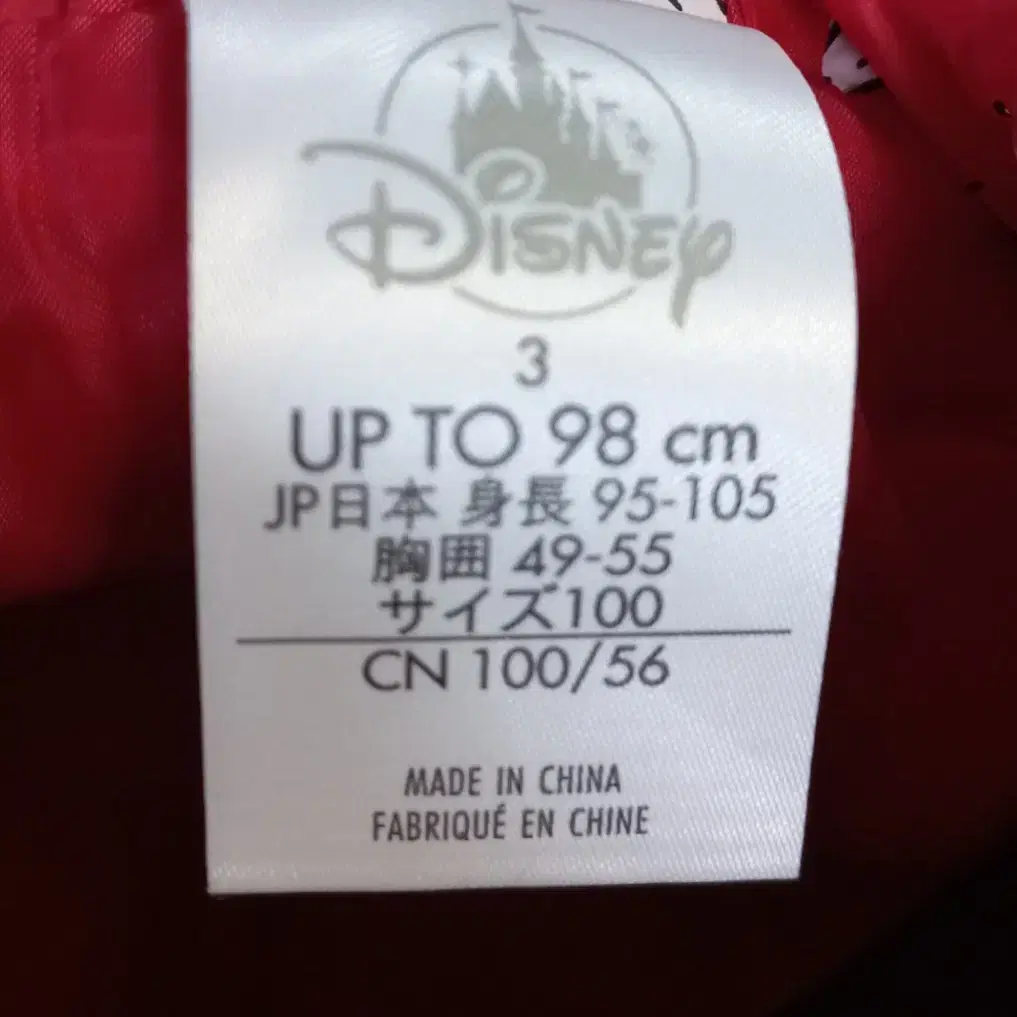 Disney
3
UP TO 98 cm
JP日本 身長 95-105
胸囲 49-55
サイズ100
CN 100/56
MADE IN CHINA
FABRIQUÉ EN CHINE